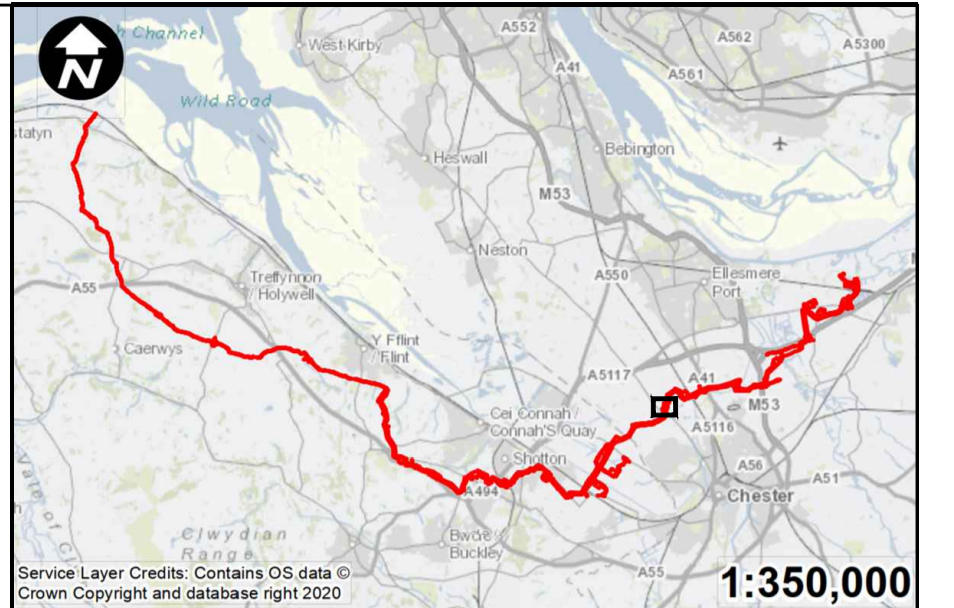 N
h Channel
West Kirby
Wild Road
A552
A41
A562
A5300
A561
statyn
Heswall
Bebington
M53
Neston
A550
Ellesmere
Port
M
A55
Treffynnon
/ Holywell
Caerwys
Y Fflint
/ Flint
A5117
A41
M53
Cei Connah /
Connah'S Quay
A5116
Shotton
A56
A51
Chester
A494
Vale of C
h
Clwydian
Range
Buckley
A55
Service Layer Credits: Contains OS data ©
Crown Copyright and database right 2020
1:350,000